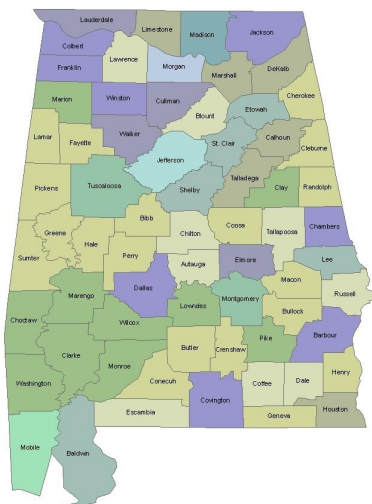 Lauderdale
Limestone
Madison
Jackson
Colbert
Franklin
Lawrence
Morgan
Marshall
DeKalb
Marion
Winston
Cullman
Blount
Etowah
Cherokee
Lamar
Fayette
Walker
Jefferson
St. Clair
Calhoun
Cleburne
Pickens
Tuscaloosa
Shelby
Talladega
Clay
Randolph
Greene
Hale
Bibb
Chilton
Coosa
Tallapoosa
Chambers
Sumter
Perry
Autauga
Elmore
Lee
Macon
Russell
Choctaw
Marengo
Dallas
Lowndes
Montgomery
Bullock
Wilcox
Clarke
Butler
Crenshaw
Pike
Barbour
Washington
Monroe
Conecuh
Covington
Coffee
Dale
Henry
Escambia
Geneva
Houston
Mobile
Baldwin